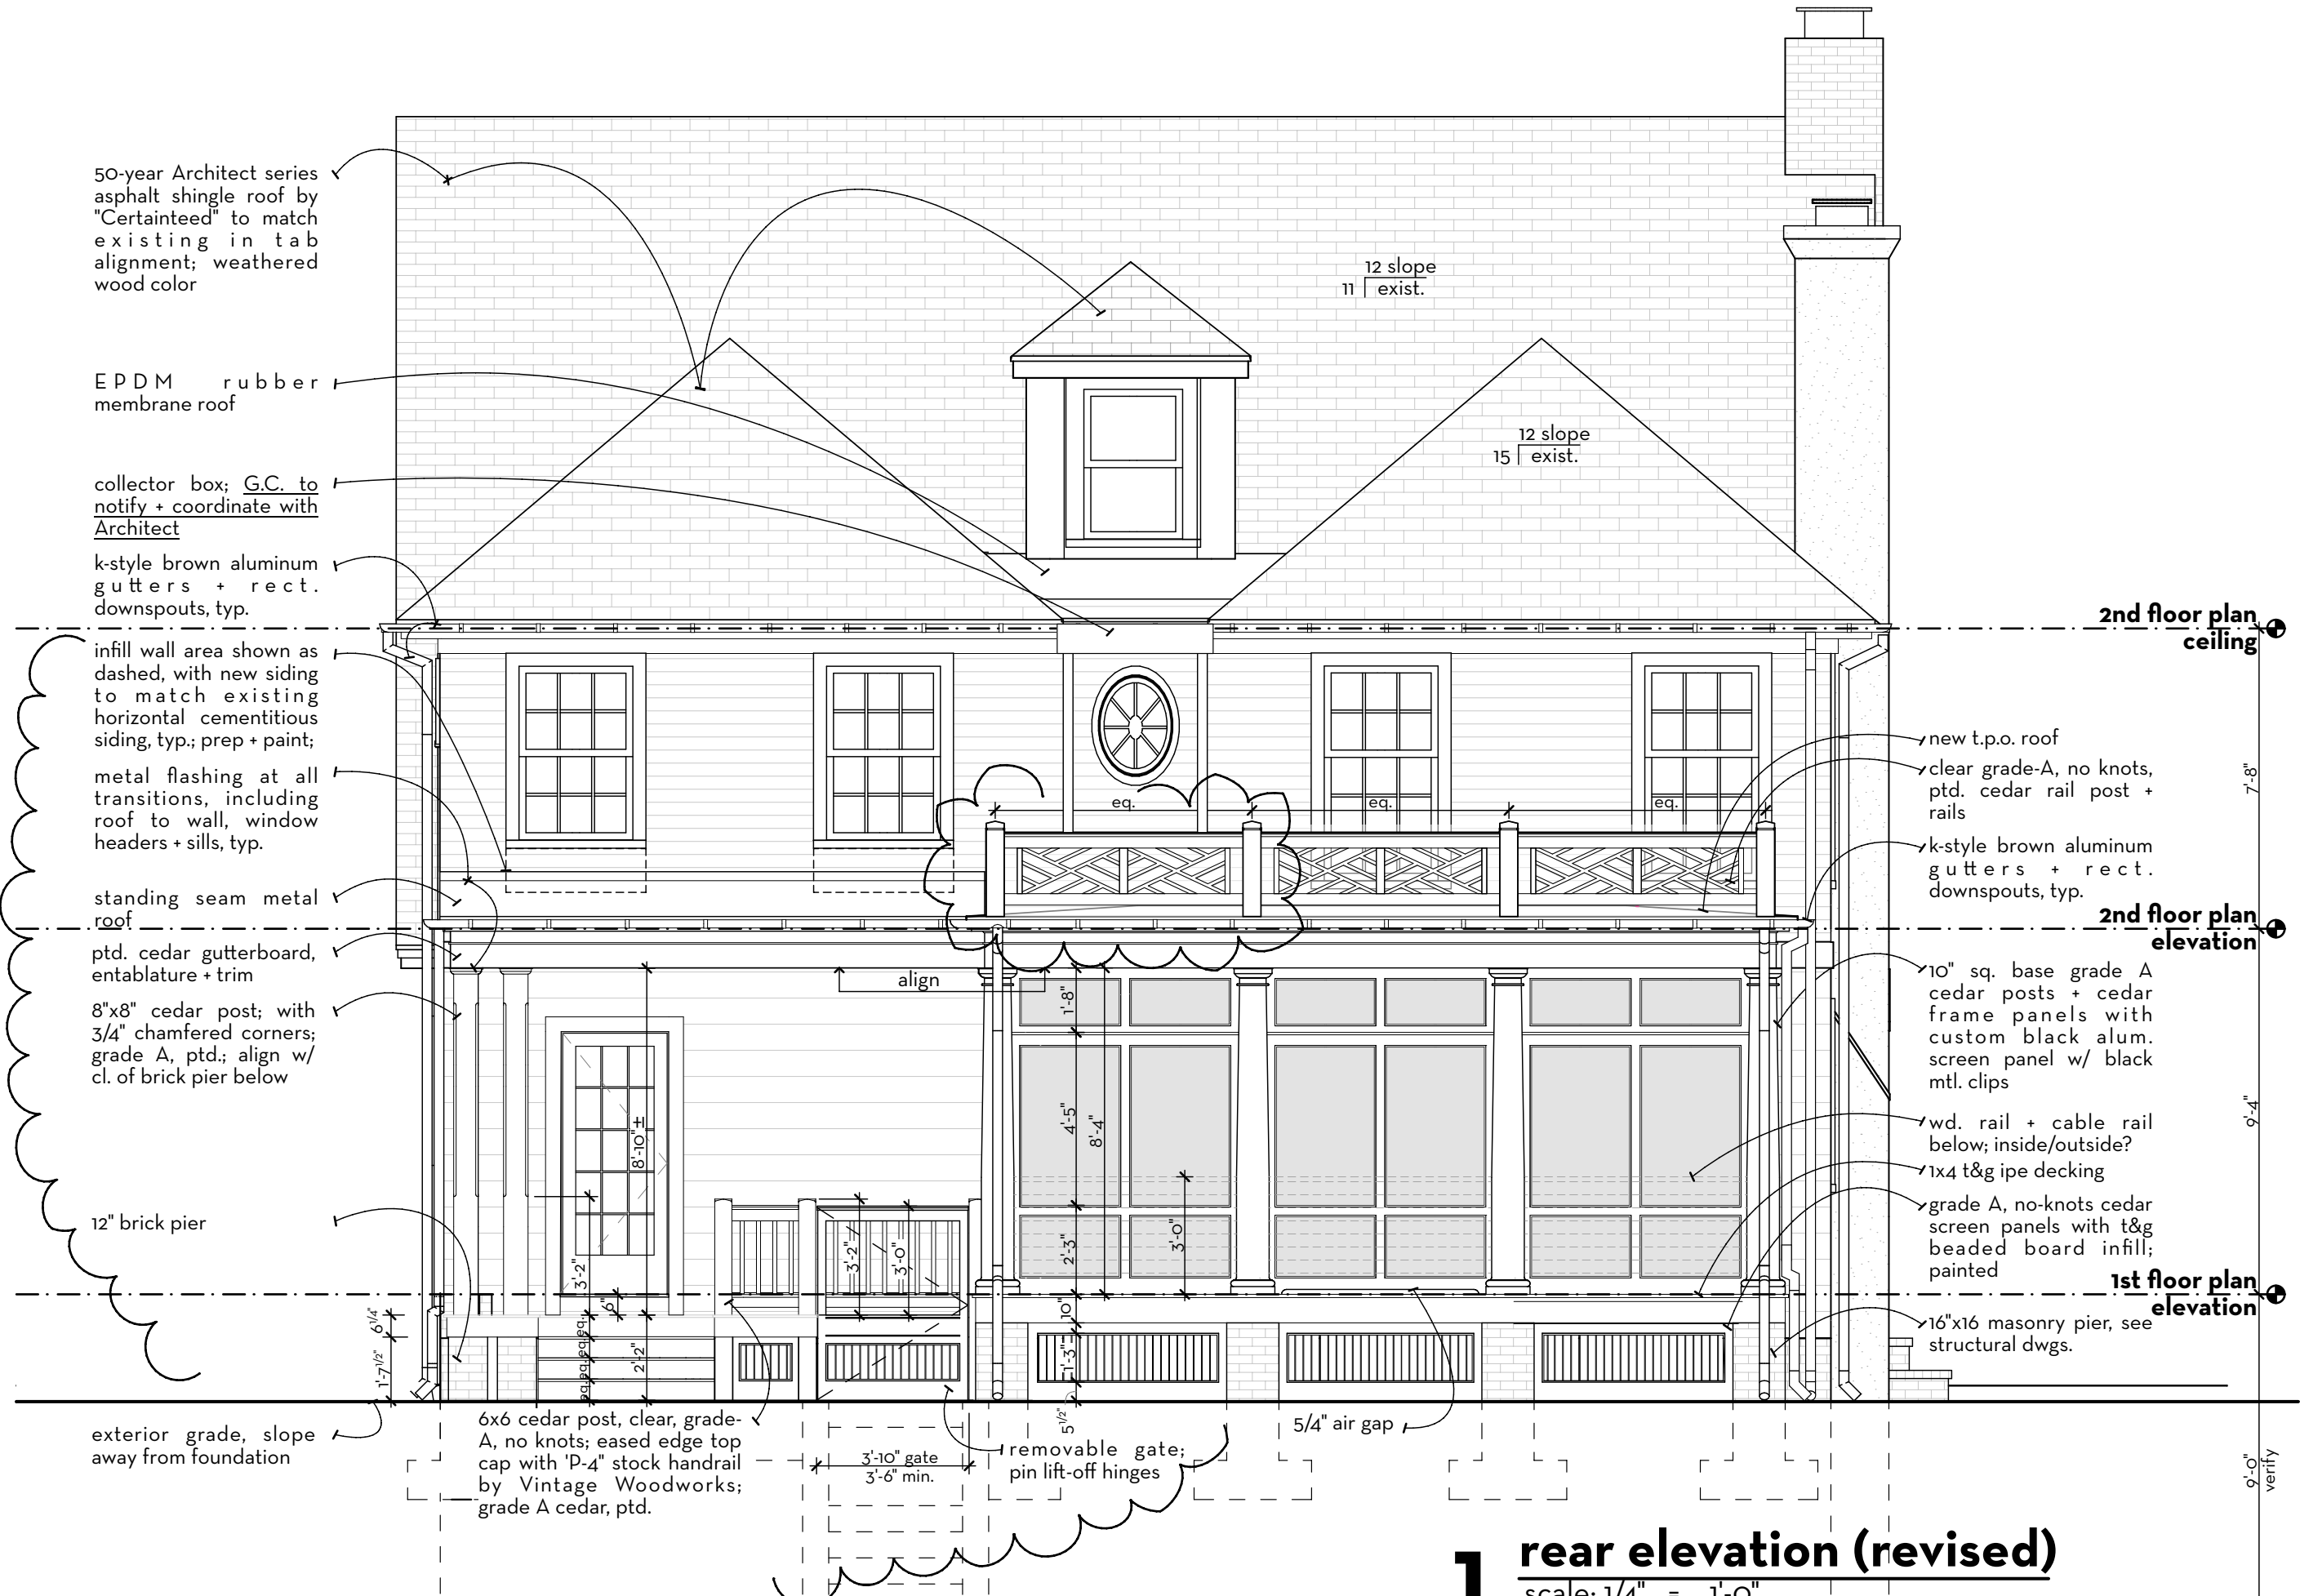 50-year Architect series
asphalt shingle roof by
"Certainteed" to match
existing in tab
alignment; weathered
wood color
EPDM rubber
membrane roof
collector box; G.C. to
notify + coordinate with
Architect
k-style brown aluminum
gutters + rect.
downspouts, typ.
infill wall area shown as
dashed, with new siding
to match existing
horizontal cementitious
siding, typ.; prep + paint;
metal flashing at all
transitions, including
roof to wall, window
headers + sills, typ.
standing seam metal
roof
ptd. cedar gutterboard,
entablature + trim
8"x8" cedar post; with
3/4" chamfered corners;
grade A, ptd.; align w/
cl. of brick pier below
12" brick pier
exterior grade, slope
away from foundation
12 slope
11 exist.
12 slope
15 exist.
eq.
eq.
eq.
align
1'-8"
4'-5"
8'-4"
2'-3"
3'-0"
10"
1'-3"
5 1/2"
8'-10"±
3'-2"
6"
3'-2"
3'-0"
2'-2"
eq.
eq.
eq.
eq.
6 1/4"
1'-7 1/2"
6x6 cedar post, clear, grade-
A, no knots; eased edge top
cap with 'P-4" stock handrail
by Vintage Woodworks;
grade A cedar, ptd.
3'-10" gate
3'-6" min.
removable gate;
pin lift-off hinges
5/4" air gap
2nd floor plan
ceiling
7'-8"
new t.p.o. roof
clear grade-A, no knots,
ptd. cedar rail post +
rails
k-style brown aluminum
gutters + rect.
downspouts, typ.
2nd floor plan
elevation
10" sq. base grade A
cedar posts + cedar
frame panels with
custom black alum.
screen panel w/ black
mtl. clips
9'-4"
wd. rail + cable rail
below; inside/outside?
1x4 t&g ipe decking
grade A, no-knots cedar
screen panels with t&g
beaded board infill;
painted
1st floor plan
elevation
16"x16 masonry pier, see
structural dwgs.
9'-0"
verify
1 rear elevation (revised)
scale: 1/4" = 1'-0"